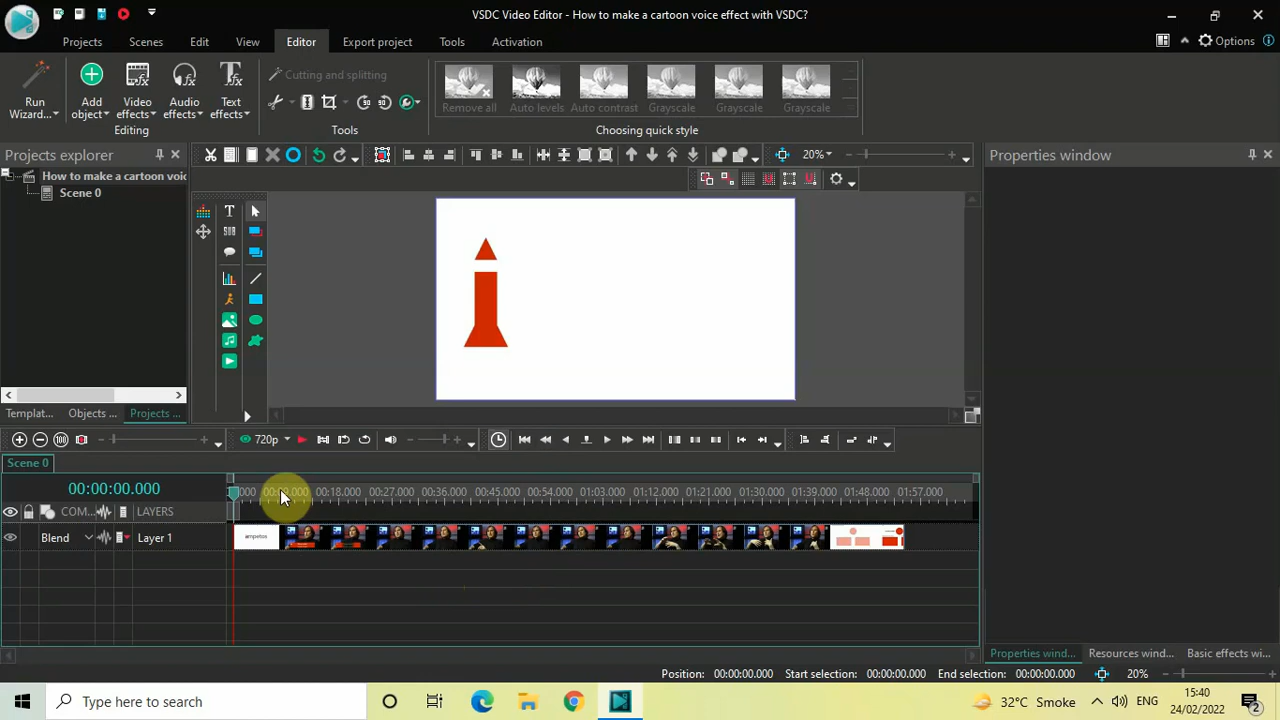 VSDC Video Editor - How to make a cartoon voice effect with VSDC?
Projects Scenes Edit View Editor Export project Tools Activation
Options
Run Wizard...
Add object
Video effects
Audio effects
Text effects
Editing
Cutting and splitting
Tools
Remove all Auto levels Auto contrast Grayscale Grayscale Grayscale
Choosing quick style
Projects explorer
20%
Properties window
How to make a cartoon voic
Scene 0
Templat... Objects ... Projects ...
720p
Scene 0
00:00:00.000
000 00:09.000 00:18.000 00:27.000 00:36.000 00:45.000 00:54.000 01:03.000 01:12.000 01:21.000 01:30.000 01:39.000 01:48.000 01:57.000
COM... LAYERS
Blend
yer 1
ampetos
Properties wind... Resources wind... Basic effects wi...
Position: 00:00:00.000 Start selection: 00:00:00.000 End selection: 00:00:00.000 20%
Type here to search
32°C Smoke
ENG
15:40
24/02/2022
2